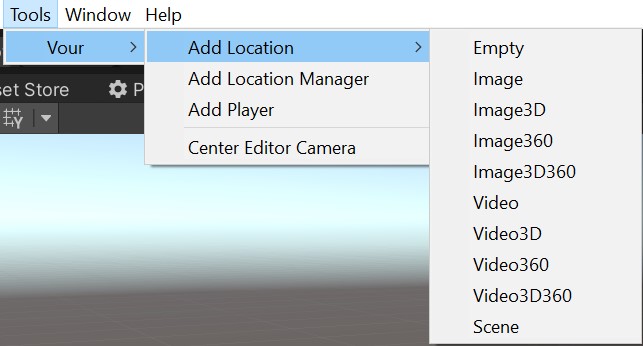 Tools Window Help
Vour
Add Location
Add Location Manager
Add Player
Center Editor Camera
Empty
Image
Image3D
Image360
Image3D360
Video
Video3D
Video360
Video3D360
Scene
set Store